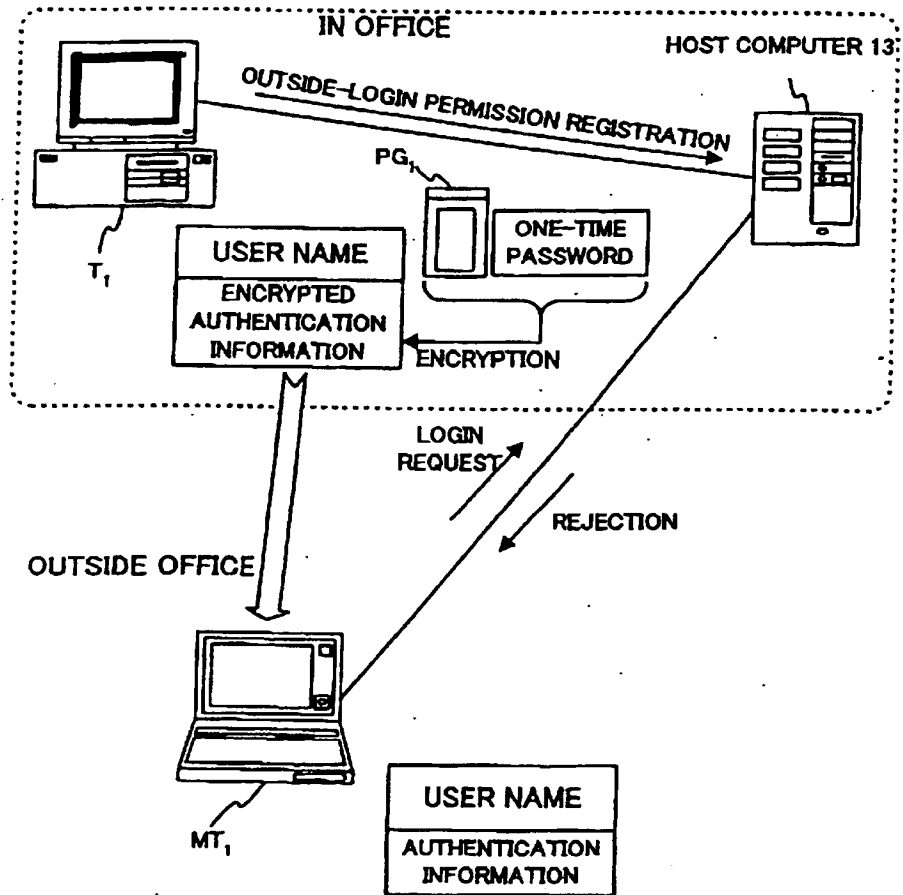 IN OFFICE
HOST COMPUTER 13
OUTSIDE-LOGIN PERMISSION REGISTRATION
PG₁
ONE-TIME
PASSWORD
T₁
USER NAME
ENCRYPTED
AUTHENTICATION
INFORMATION
ENCRYPTION
LOGIN
REQUEST
REJECTION
OUTSIDE OFFICE
MT₁
USER NAME
AUTHENTICATION
INFORMATION